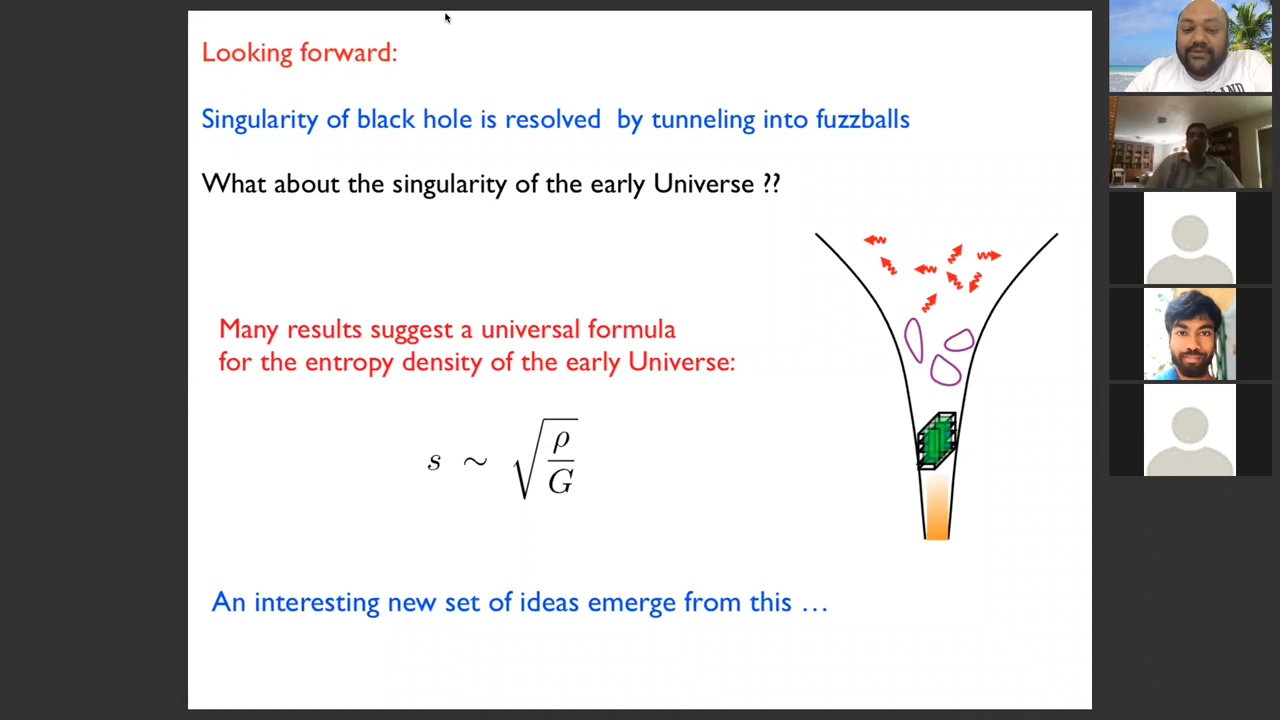 Looking forward:
Singularity of black hole is resolved by tunneling into fuzzballs
What about the singularity of the early Universe ??
Many results suggest a universal formula
for the entropy density of the early Universe:
s ~ √(ρ/G)
An interesting new set of ideas emerge from this …